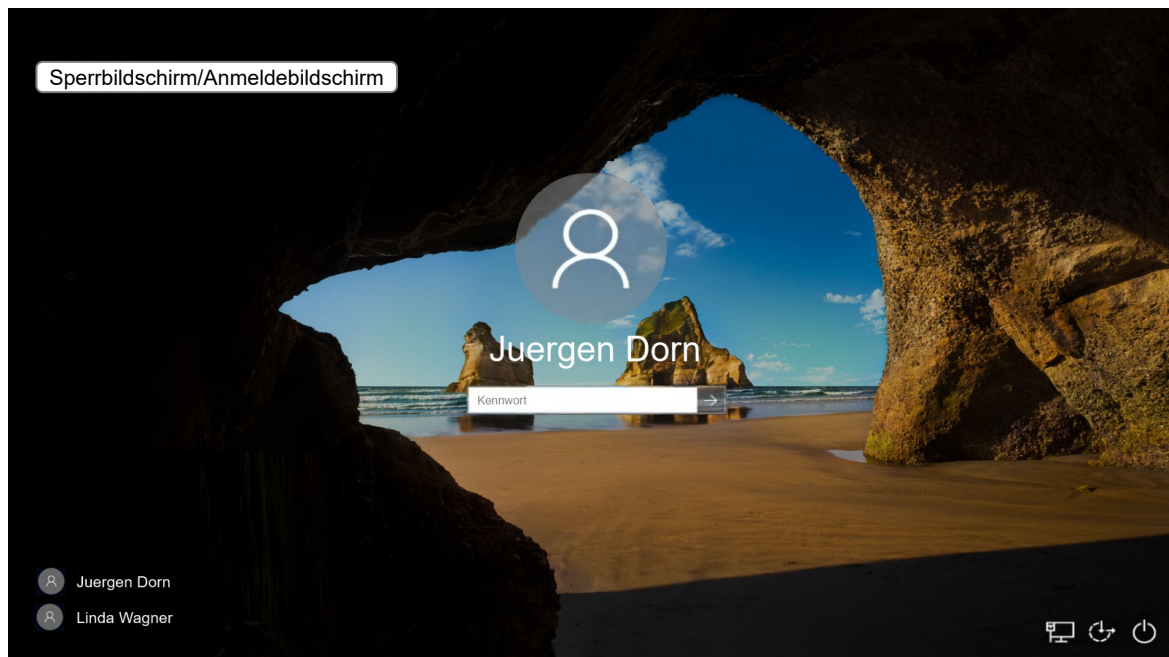 Sperrbildschirm/Anmeldebildschirm
Juergen Dorn
Kennwort
Juergen Dorn
Linda Wagner